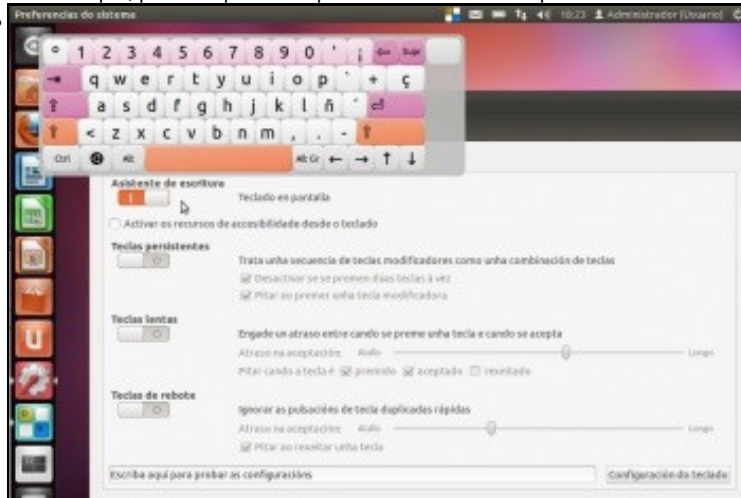 Preferencias do sistema
10:23 Administrador [Usuario]
º 1 2 3 4 5 6 7 8 9 0 ' ¡
q w e r t y u i o p ` + ç
a s d f g h j k l ñ ´
< z x c v b n m , . -
Ctrl Alt Alt Gr ← → ↑ ↓
Asistente de escritura
Teclado en pantalla
Activar os recursos de accesibilidade desde o teclado
Teclas persistentes
Trata unha secuencia de teclas modificadores como unha combinación de teclas
Desactivar se se premen dúas teclas á vez
Pitar ao premer unha tecla modificadora
Teclas lentas
Engade un atraso entre cando se preme unha tecla e cando se acepta
Atraso na aceptación: Longo
Pitar cando a tecla é premido aceptado rexeitado
Teclas de rebote
Ignorar as pulsacións de tecla duplicadas rápidas
Atraso na aceptación: Longo
Pitar ao rexeitar unha tecla
Escriba aquí para probar as configuracións
Configuración do teclado